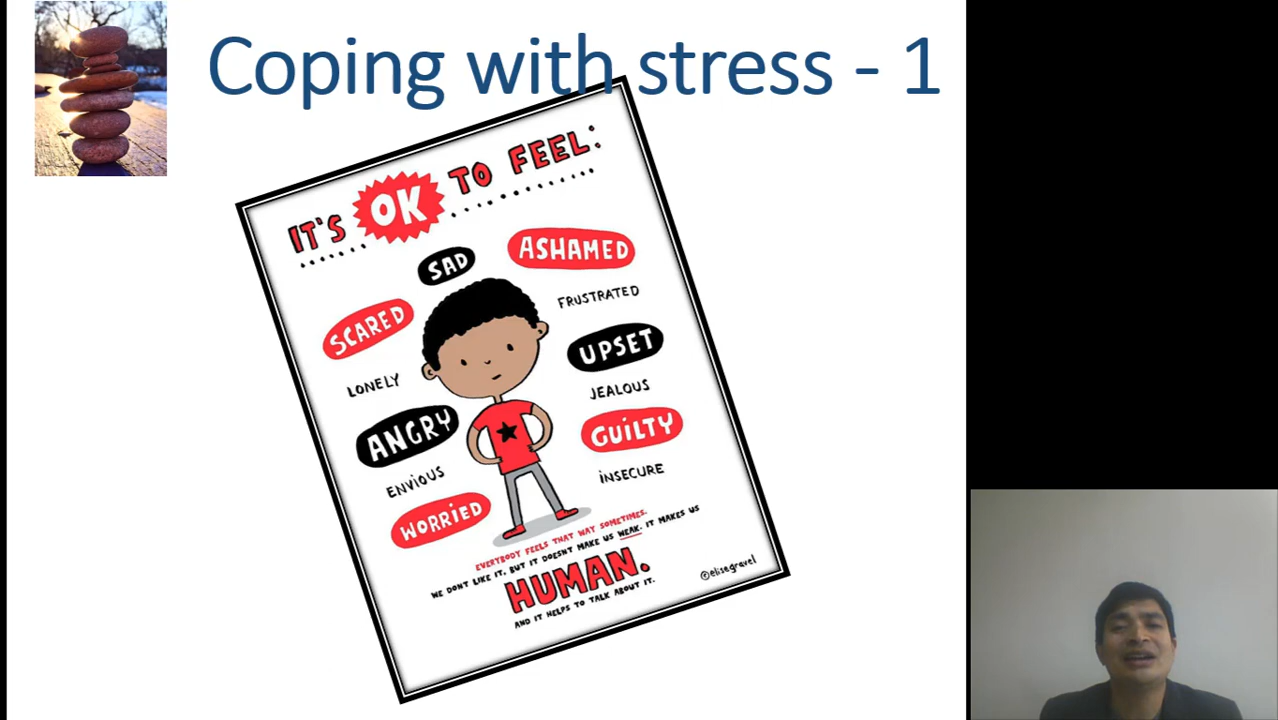 Coping with stress - 1
IT'S OK TO FEEL:
SAD
ASHAMED
SCARED
FRUSTRATED
UPSET
LONELY
JEALOUS
ANGRY
GUiLTY
ENViOUS
iNSECURE
WORRiED
EVERYBODY FEELS THAT WAY SOMETIMES.
WE DONT LIKE IT, BUT IT DOESNT MAKE US WEAK. IT MAKES US
HUMAN.
AND IT HELPS TO TALK ABOUT IT.
©elisegravel